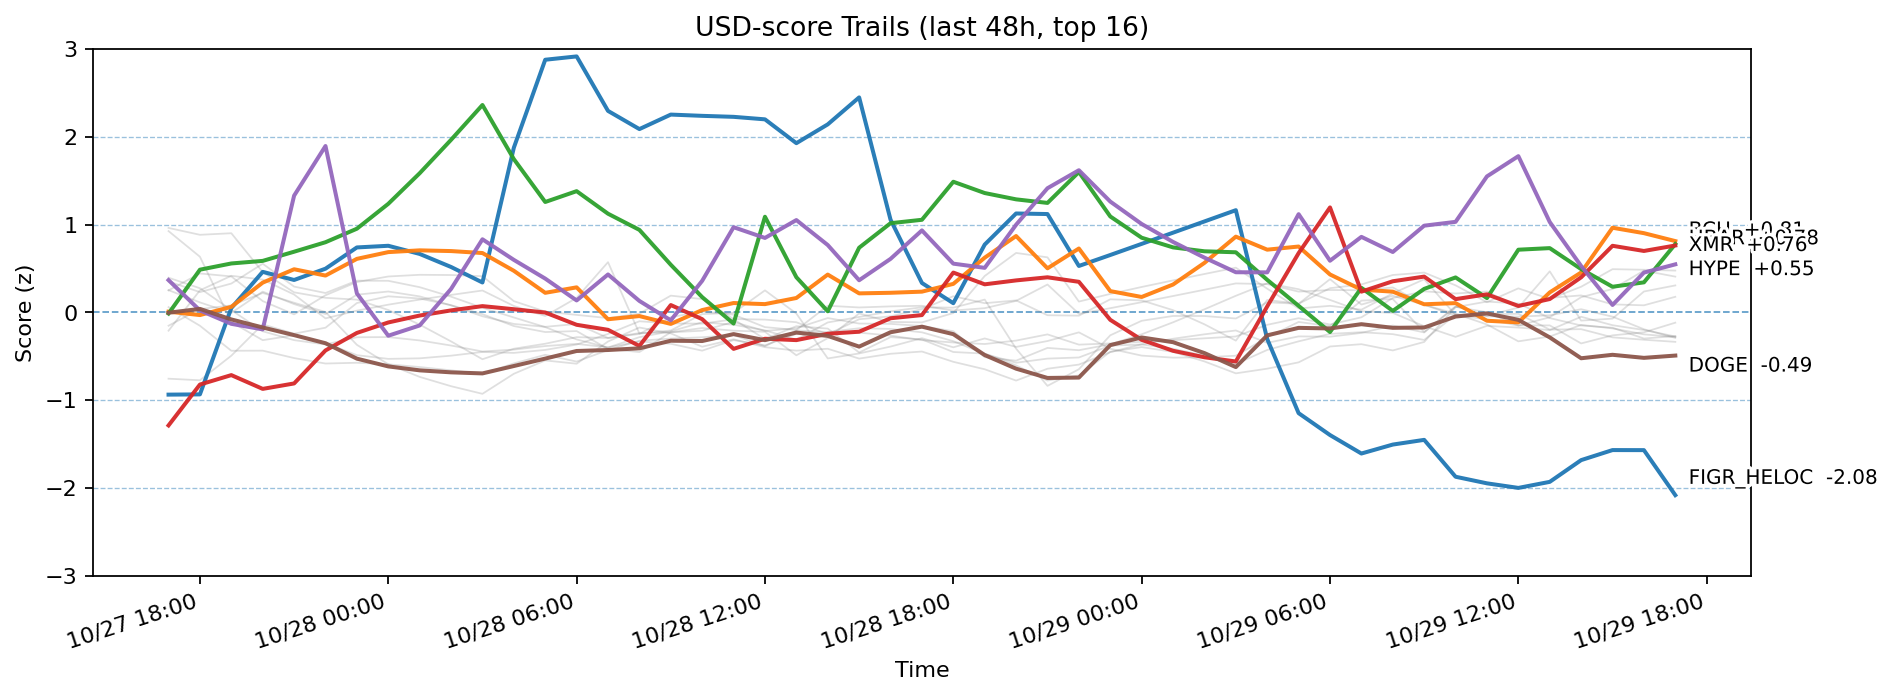 USD-score Trails (last 48h, top 16)
Score (z)
3
2
1
0
−1
−2
−3
XMR +0.76
HYPE +0.55
DOGE -0.49
FIGR_HELOC -2.08
10/27 18:00
10/28 00:00
10/28 06:00
10/28 12:00
10/28 18:00
10/29 00:00
10/29 06:00
10/29 12:00
10/29 18:00
Time